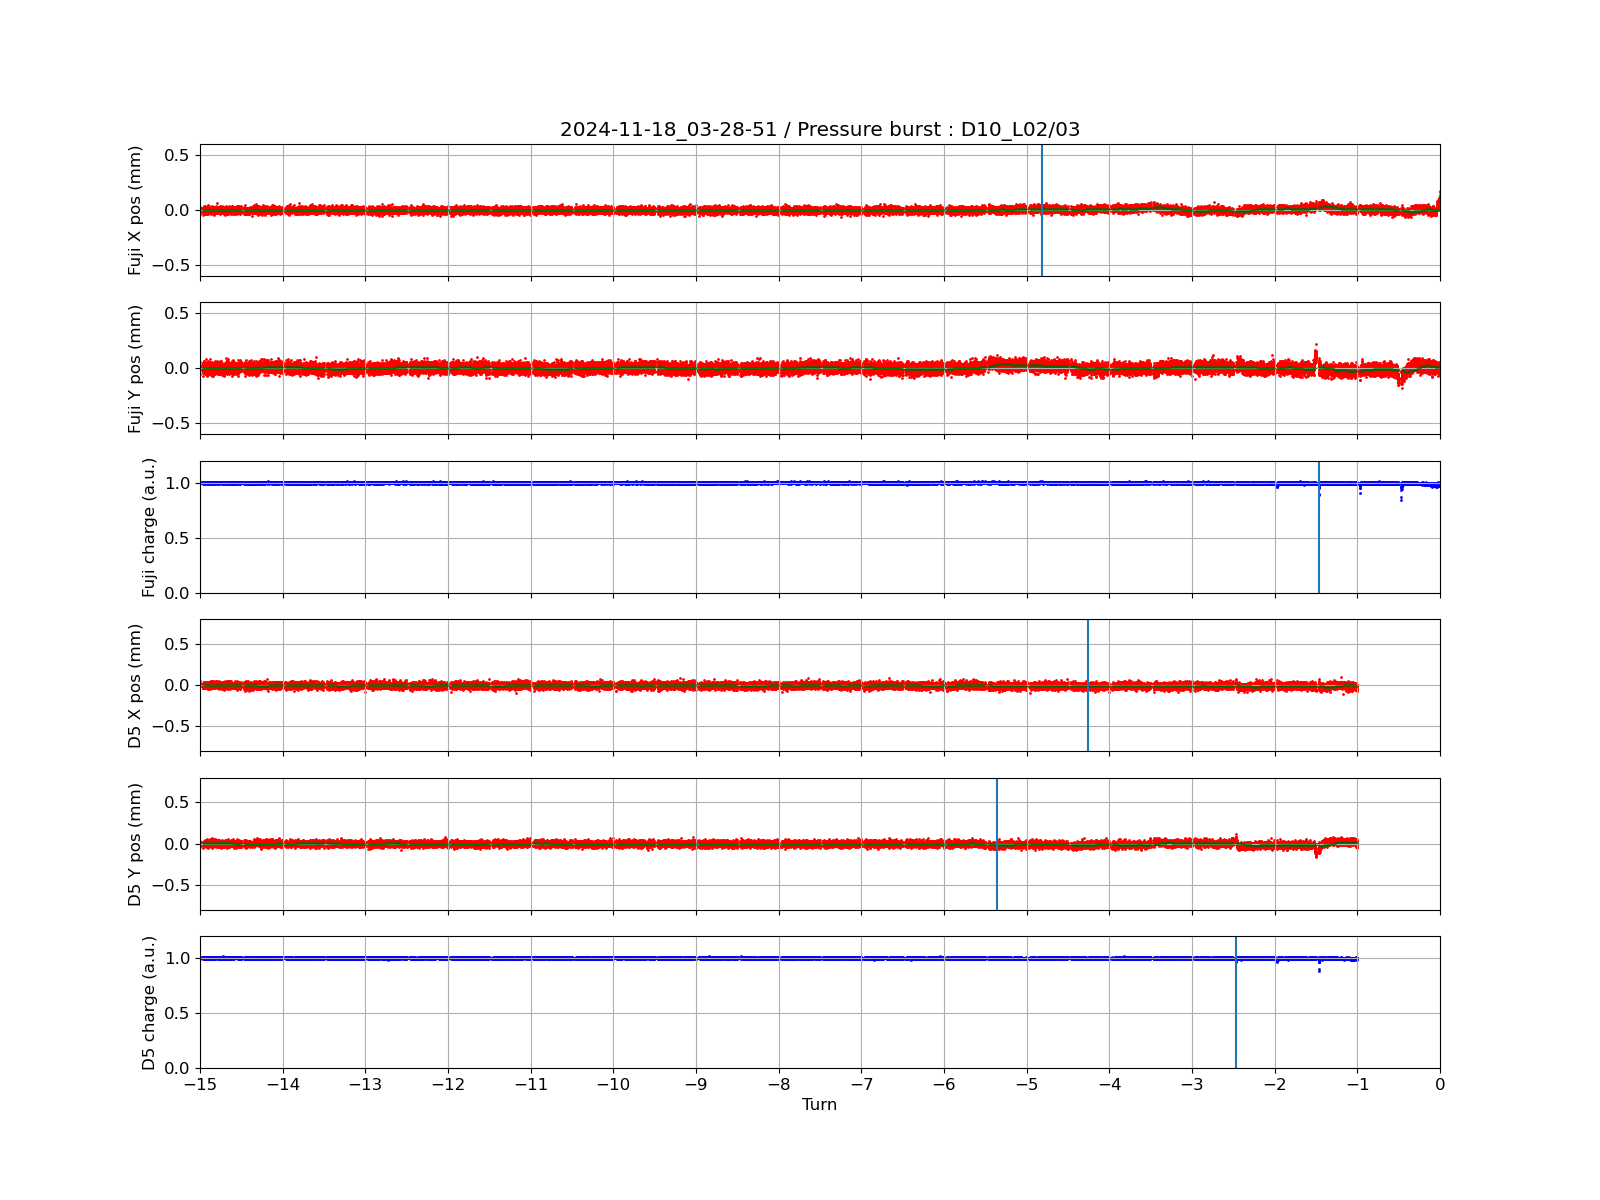 2024-11-18_03-28-51 / Pressure burst : D10_L02/03
Fuji X pos (mm)
0.5
0.0
−0.5
Fuji Y pos (mm)
0.5
0.0
−0.5
Fuji charge (a.u.)
1.0
0.5
0.0
D5 X pos (mm)
0.5
0.0
−0.5
D5 Y pos (mm)
0.5
0.0
−0.5
D5 charge (a.u.)
1.0
0.5
0.0
−15 −14 −13 −12 −11 −10 −9 −8 −7 −6 −5 −4 −3 −2 −1 0
Turn